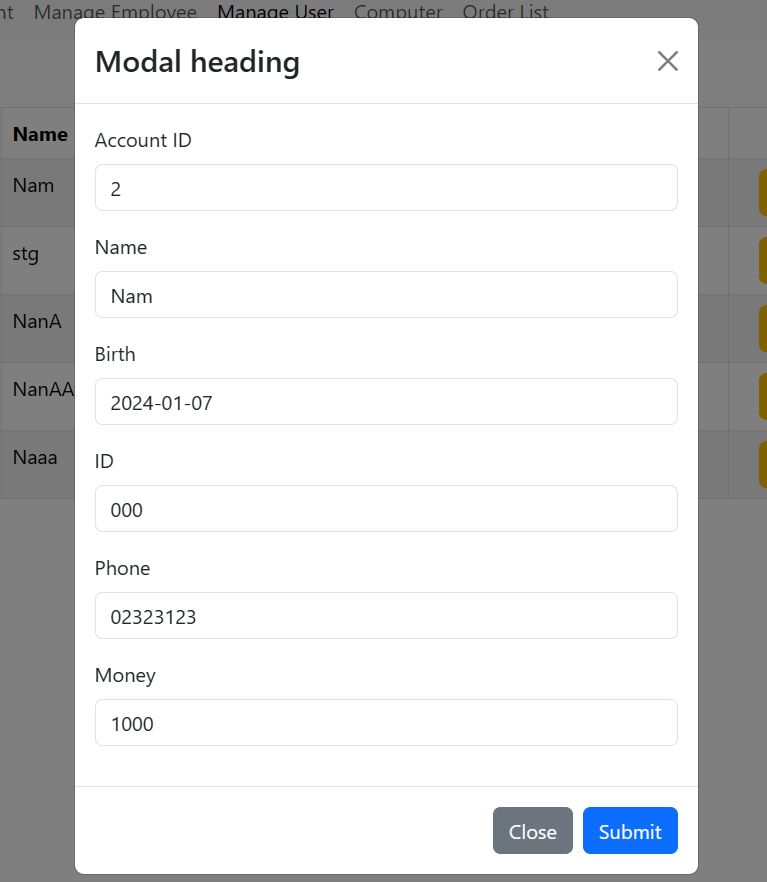 nt Manage Employee Manage User Computer Order List
Modal heading
Name
Account ID
Nam
2
Name
stg
Nam
NanA
Birth
NanAA
2024-01-07
Naaa
ID
000
Phone
02323123
Money
1000
Close Submit